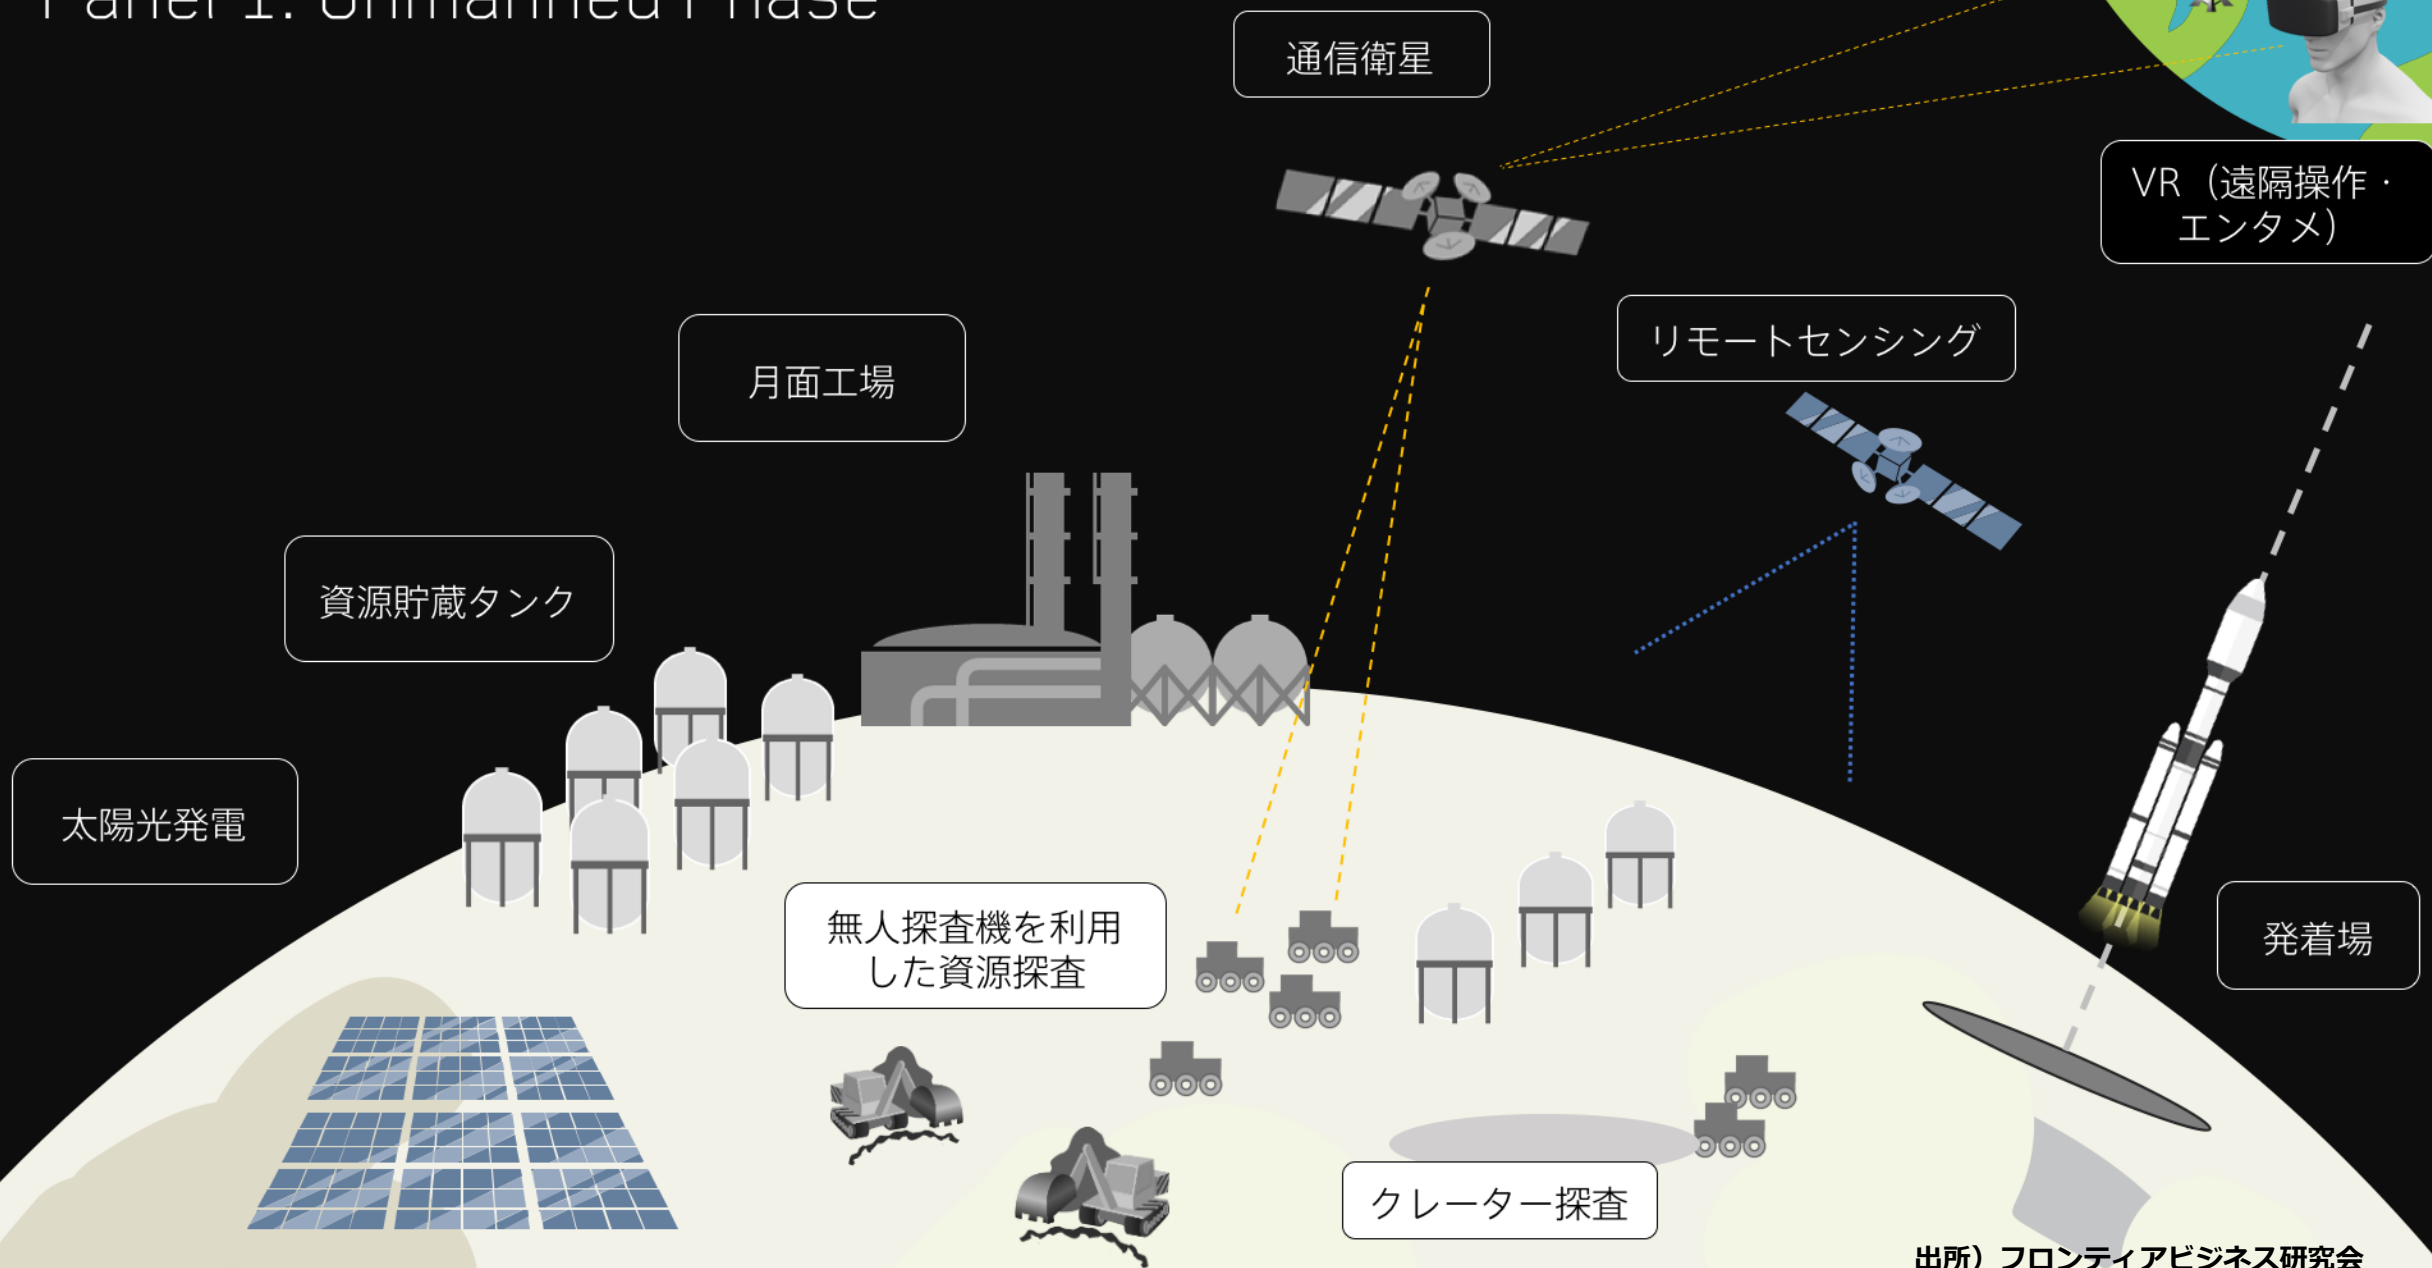 Panel 1. Unmanned Phase
通信衛星
VR（遠隔操作・
エンタメ）
リモートセンシング
月面工場
資源貯蔵タンク
太陽光発電
無人探査機を利用
した資源探査
発着場
クレーター探査
出所）フロンティアビジネス研究会